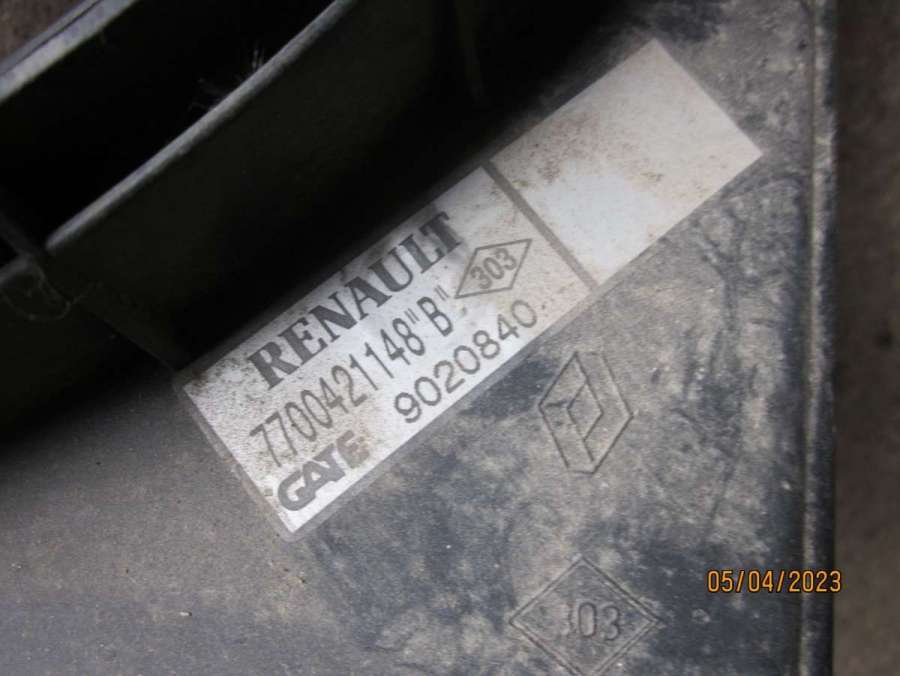 RENAULT
7700421148"B" 303
GATE 9020840
303
05/04/2023